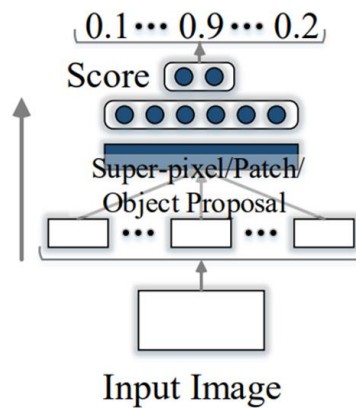 0.1 ··· 0.9 ··· 0.2
Score
Super-pixel/Patch/
Object Proposal
··· ···
Input Image